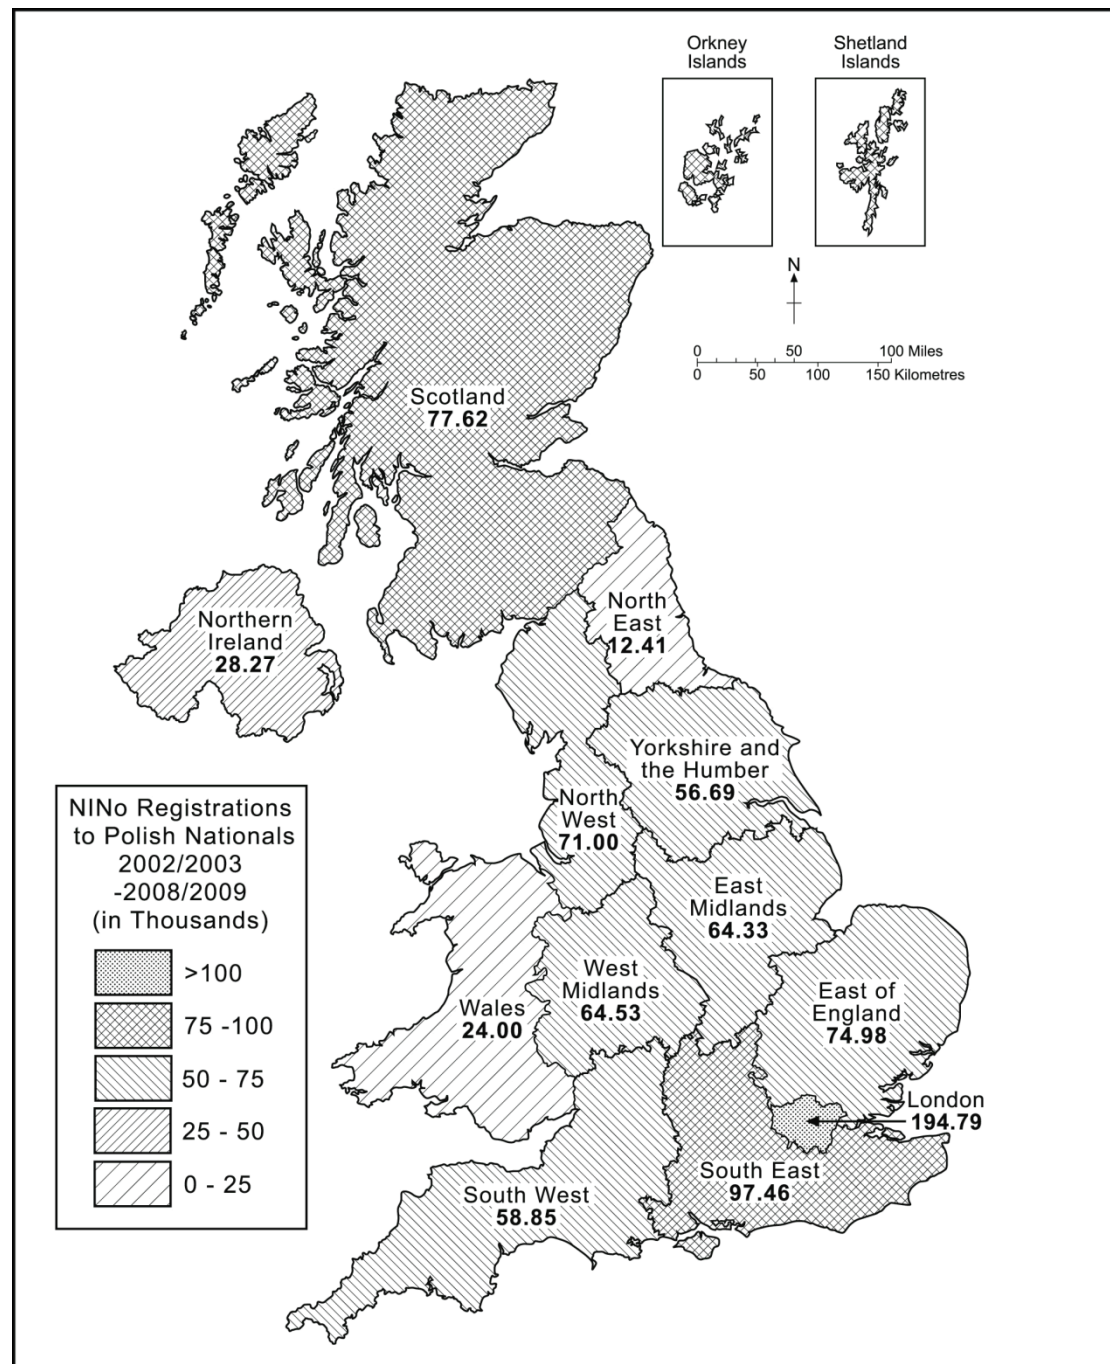 Orkney
Islands
Shetland
Islands
N
0 50 100 Miles
0 50 100 150 Kilometres
Scotland
77.62
North
East
12.41
Northern
Ireland
28.27
Yorkshire and
the Humber
56.69
North
West
71.00
East
Midlands
64.33
West
Midlands
64.53
Wales
24.00
East of
England
74.98
London
194.79
South East
97.46
South West
58.85
NINo Registrations
to Polish Nationals
2002/2003
-2008/2009
(in Thousands)
>100
75 -100
50 - 75
25 - 50
0 - 25